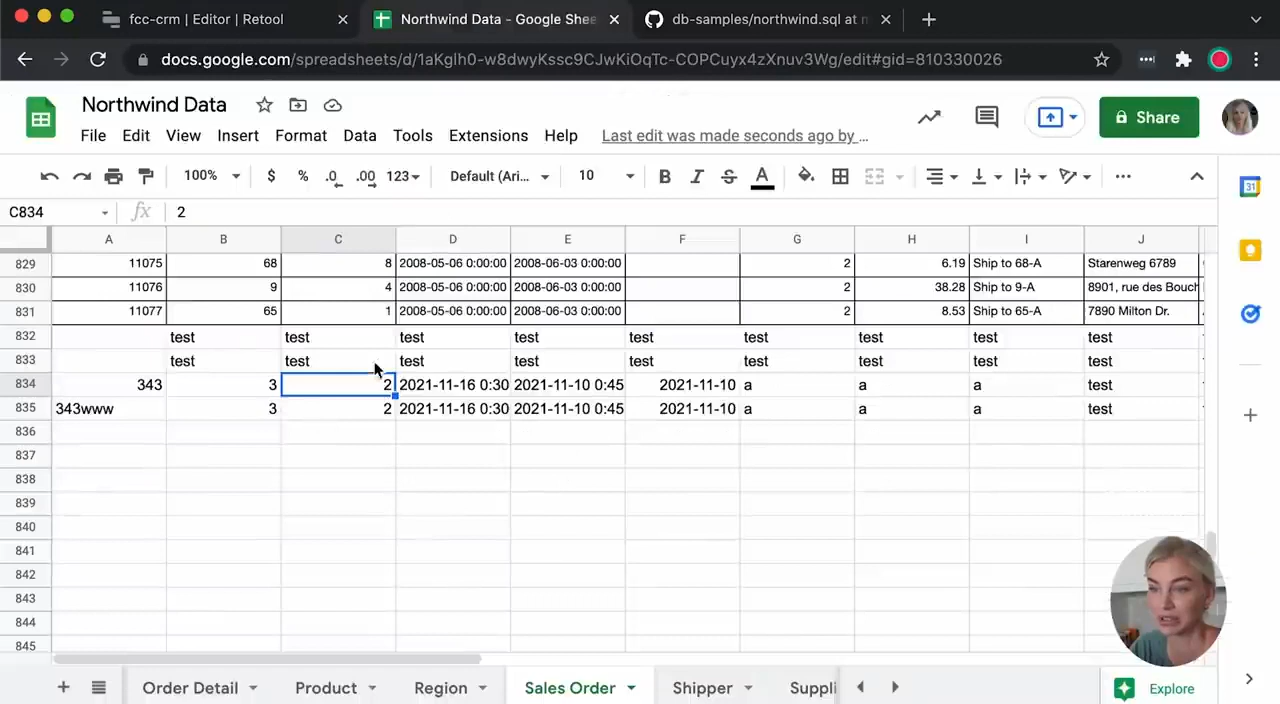 fcc-crm | Editor | Retool
Northwind Data - Google Shee
db-samples/northwind.sql at m
docs.google.com/spreadsheets/d/1aKglh0-w8dwyKssc9CJwKiOqTc-COPCuyx4zXnuv3Wg/edit#gid=810330026
Northwind Data
Share
File Edit View Insert Format Data Tools Extensions Help Last edit was made seconds ago by ...
100% $ % .0 .00 123 Default (Ari... 10 B I S A
C834 fx 2
A B C D E F G H I J
829 11075 68 8 2008-05-06 0:00:00 2008-06-03 0:00:00 2 6.19 Ship to 68-A Starenweg 6789
830 11076 9 4 2008-05-06 0:00:00 2008-06-03 0:00:00 2 38.28 Ship to 9-A 8901, rue des Bouch
831 11077 65 1 2008-05-06 0:00:00 2008-06-03 0:00:00 2 8.53 Ship to 65-A 7890 Milton Dr.
832 test test test test test test test test test
833 test test test test test test test test test
834 343 3 2 2021-11-16 0:30 2021-11-10 0:45 2021-11-10 a a a test
835 343www 3 2 2021-11-16 0:30 2021-11-10 0:45 2021-11-10 a a a test
836
837
838
839
840
841
842
843
844
845
Order Detail Product Region Sales Order Shipper Suppli
Explore
31